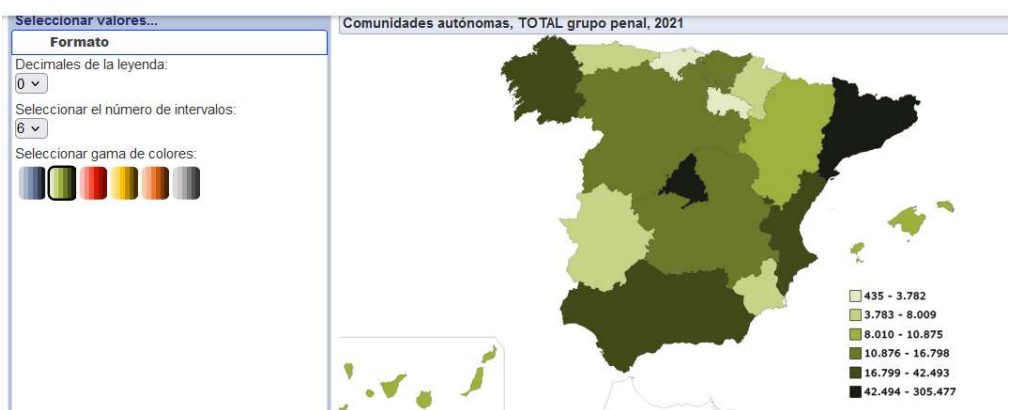 Seleccionar valores...
Formato
Decimales de la leyenda:
0
Seleccionar el número de intervalos:
6
Seleccionar gama de colores:
Comunidades autónomas, TOTAL grupo penal, 2021
435 - 3.782
3.783 - 8.009
8.010 - 10.875
10.876 - 16.798
16.799 - 42.493
42.494 - 305.477